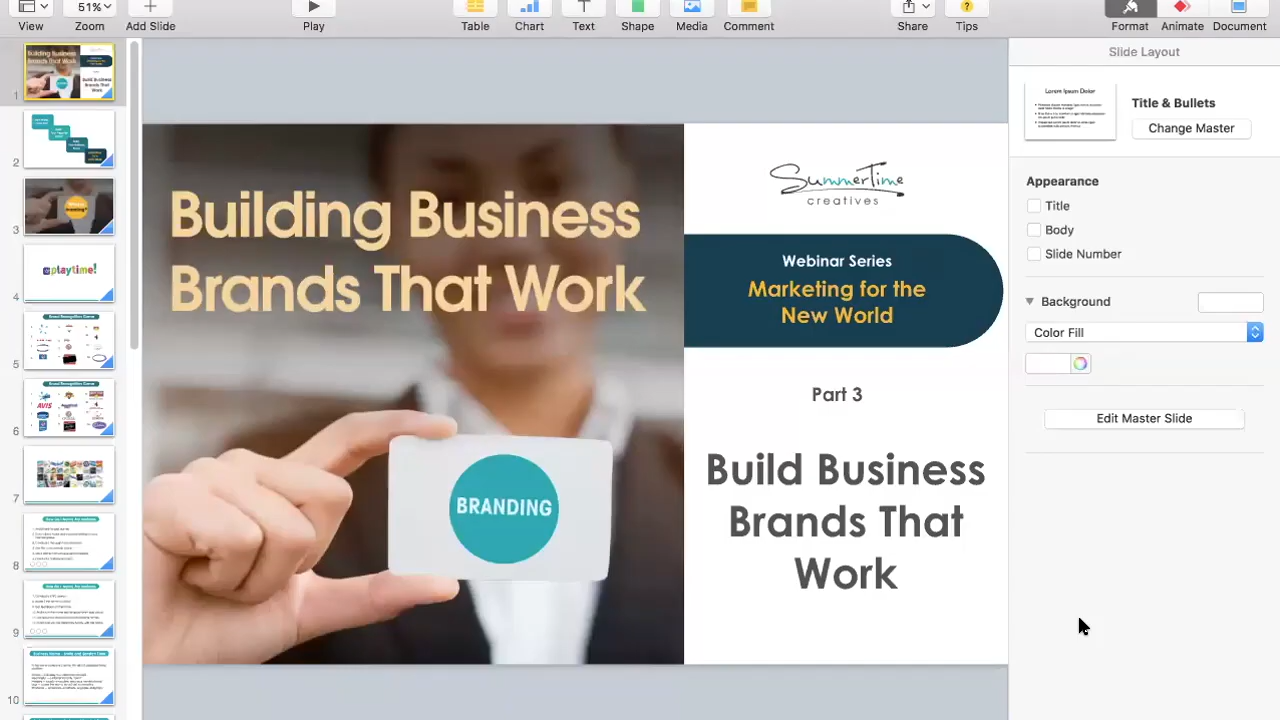 51%
View
Zoom
Add Slide
Play
Table
Chart
Text
Shape
Media
Comment
Share
Tips
Format
Animate
Document
1
2
3
4
playtime!
5
6
AVIS
7
8
9
10
Building Business
Brands That Work
BRANDING
SummerTime
creatives
Webinar Series
Marketing for the
New World
Part 3
Build Business
Brands That
Work
Slide Layout
Lorem Ipsum Dolor
Title & Bullets
Change Master
Appearance
Title
Body
Slide Number
Background
Color Fill
Edit Master Slide